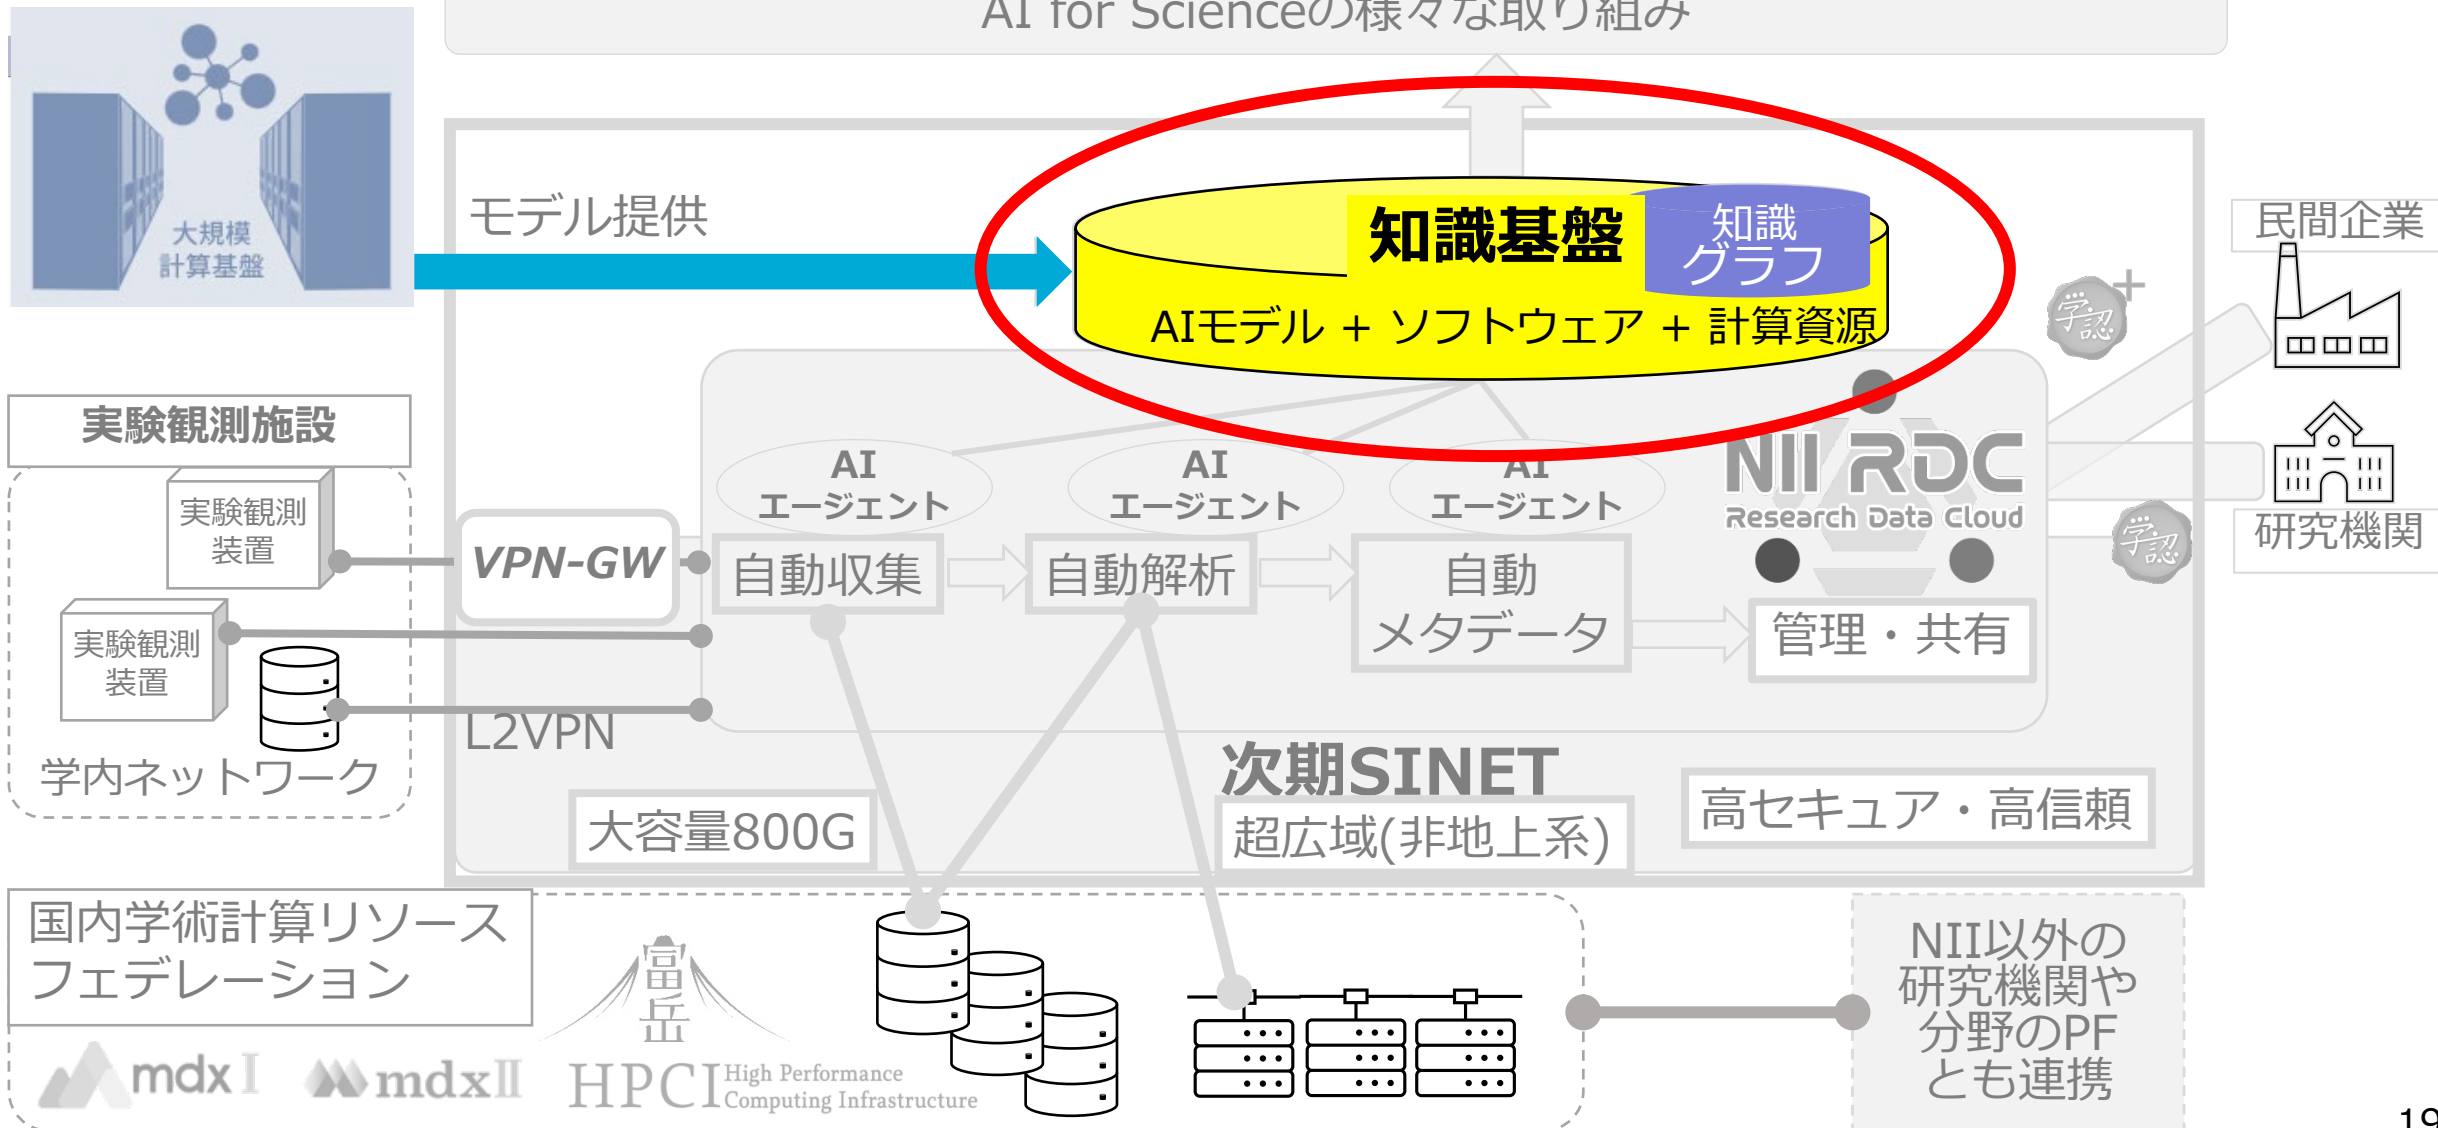 AI for Scienceの様々な取り組み
大規模
計算基盤
モデル提供
知識基盤
知識
グラフ
AIモデル + ソフトウェア + 計算資源
民間企業
学認
+
実験観測施設
実験観測
装置
実験観測
装置
学内ネットワーク
VPN-GW
L2VPN
AI
エージェント
AI
エージェント
AI
エージェント
自動収集
自動解析
自動
メタデータ
NII RDC
Research Data Cloud
管理・共有
学認
研究機関
次期SINET
大容量800G
超広域(非地上系)
高セキュア・高信頼
国内学術計算リソース
フェデレーション
mdx I
mdx II
富岳
HPCI High Performance
Computing Infrastructure
NII以外の
研究機関や
分野のPF
とも連携
19